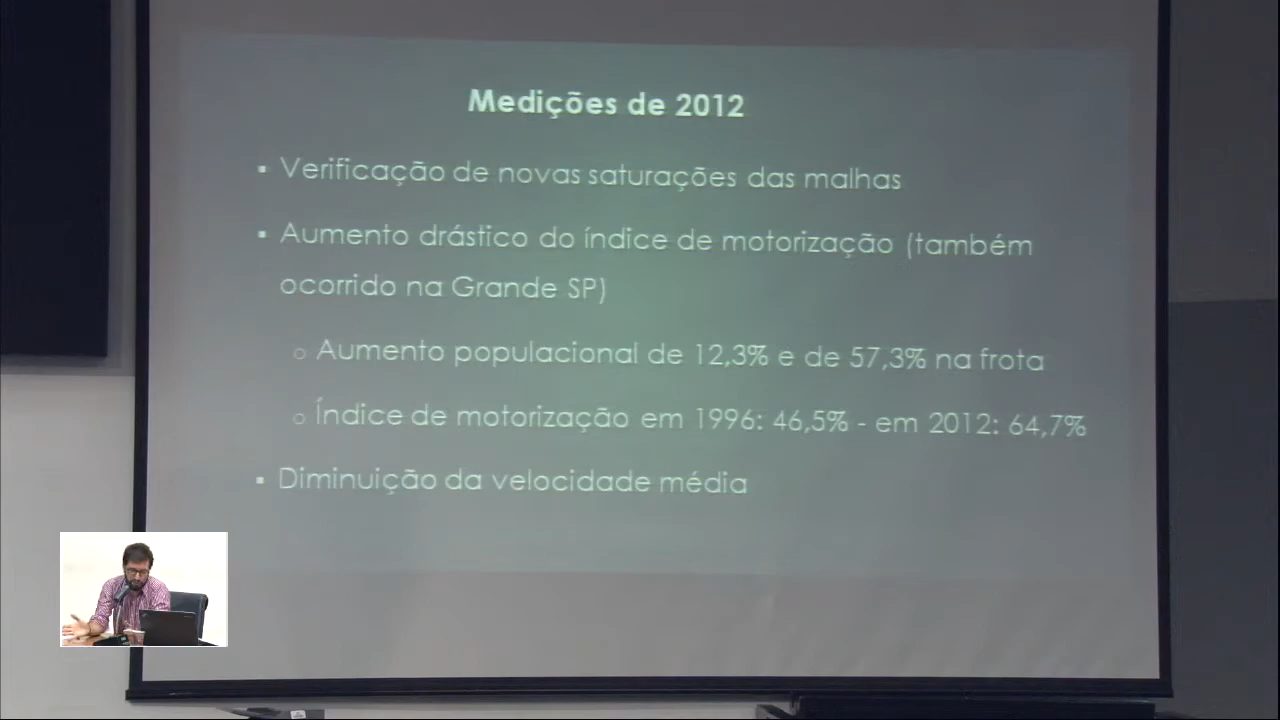 Medições de 2012
▪ Verificação de novas saturações das malhas
▪ Aumento drástico do índice de motorização (também
ocorrido na Grande SP)
o Aumento populacional de 12,3% e de 57,3% na frota
o Índice de motorização em 1996: 46,5% - em 2012: 64,7%
▪ Diminuição da velocidade média